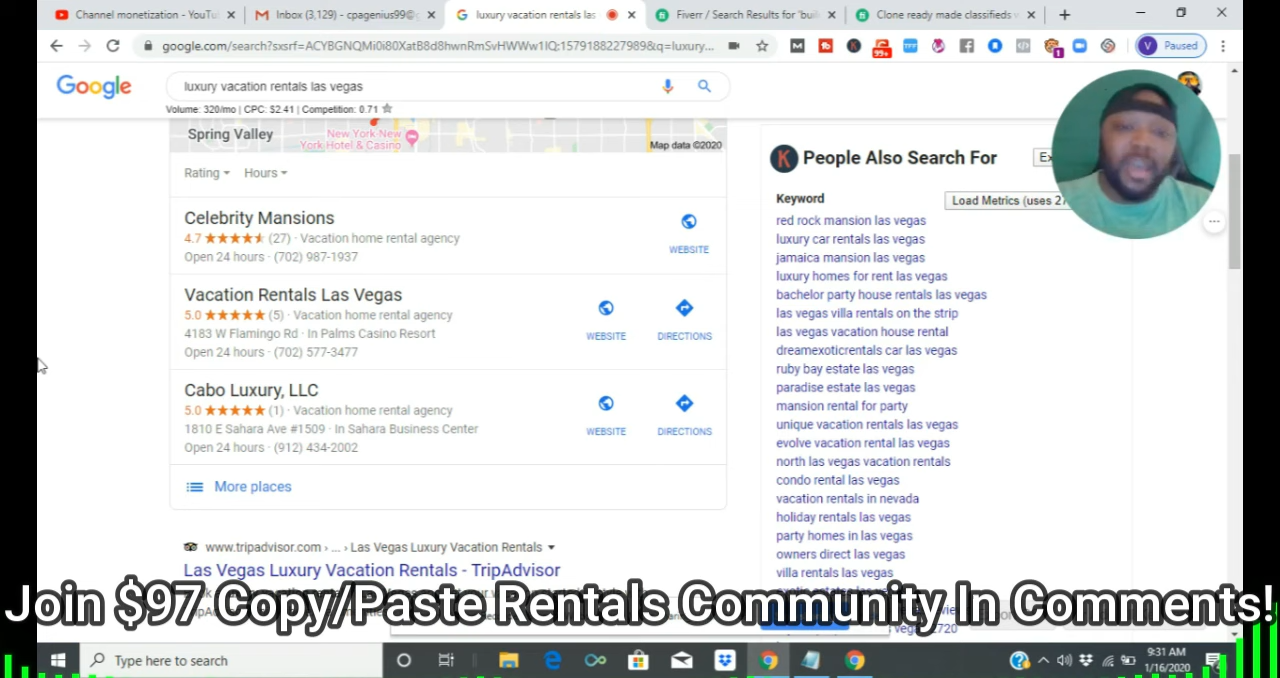 Channel monetization - YouTu
Inbox (3,129) - cpagenius99@g
luxury vacation rentals las
Fiverr / Search Results for 'buil
Clone ready made classifieds
google.com/search?sxsrf=ACYBGNQMi0i80XatB8d8hwnRmSvHWWw1lQ:1579188227989&q=luxury...
99+
TFP
1
V
Paused
Google
luxury vacation rentals las vegas
Volume: 320/mo | CPC: $2.41 | Competition: 0.71
Spring Valley
New York New
York Hotel & Casino
Map data ©2020
Rating
Hours
Celebrity Mansions
4.7 (27) · Vacation home rental agency
Open 24 hours · (702) 987-1937
WEBSITE
Vacation Rentals Las Vegas
5.0 (5) · Vacation home rental agency
4183 W Flamingo Rd · In Palms Casino Resort
Open 24 hours · (702) 577-3477
WEBSITE
DIRECTIONS
Cabo Luxury, LLC
5.0 (1) · Vacation home rental agency
1810 E Sahara Ave #1509 · In Sahara Business Center
Open 24 hours · (912) 434-2002
WEBSITE
DIRECTIONS
More places
www.tripadvisor.com › ... › Las Vegas Luxury Vacation Rentals
Las Vegas Luxury Vacation Rentals - TripAdvisor
K People Also Search For
Ex
Keyword
Load Metrics (uses 27
red rock mansion las vegas
luxury car rentals las vegas
jamaica mansion las vegas
luxury homes for rent las vegas
bachelor party house rentals las vegas
las vegas villa rentals on the strip
las vegas vacation house rental
dreamexoticrentals car las vegas
ruby bay estate las vegas
paradise estate las vegas
mansion rental for party
unique vacation rentals las vegas
evolve vacation rental las vegas
north las vegas vacation rentals
condo rental las vegas
vacation rentals in nevada
holiday rentals las vegas
party homes in las vegas
owners direct las vegas
villa rentals las vegas
Join $97 Copy/Paste Rentals Community In Comments!
Type here to search
9:31 AM
1/16/2020